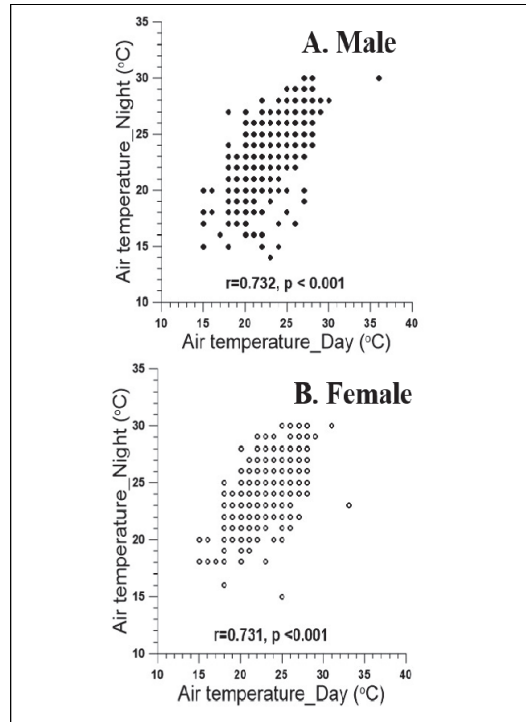 A. Male
Air temperature_Night (°C)
35
30
25
20
15
10
r=0.732, p < 0.001
10 15 20 25 30 35 40
Air temperature_Day (°C)
B. Female
Air temperature_Night (°C)
35
30
25
20
15
10
r=0.731, p <0.001
10 15 20 25 30 35 40
Air temperature_Day (°C)